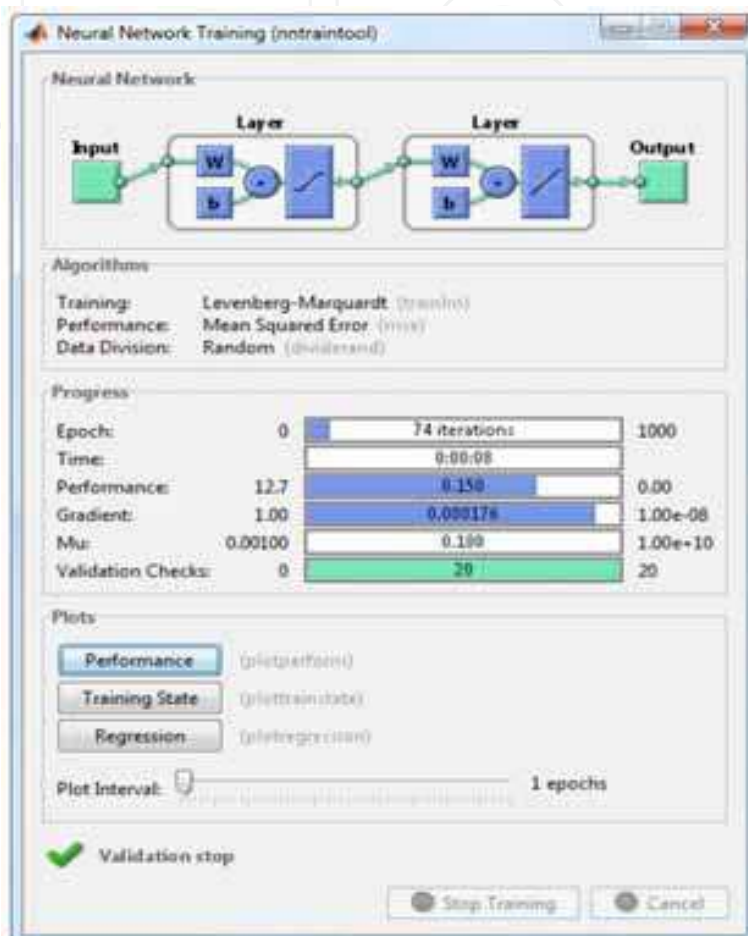 Neural Network Training (nntraintool)
Neural Network
Layer Layer
Input Output
W W
b b
Algorithms
Training: Levenberg-Marquardt (trainlm)
Performance: Mean Squared Error (mse)
Data Division: Random (dividerand)
Progress
Epoch: 0 74 iterations 1000
Time: 0:00:08
Performance: 12.7 0.150 0.00
Gradient: 1.00 0.000176 1.00e-08
Mu: 0.00100 0.100 1.00e+10
Validation Checks: 0 20 20
Plots
Performance (plotperform)
Training State (plottrainstate)
Regression (plotregression)
Plot Interval: 1 epochs
Validation stop
Stop Training Cancel